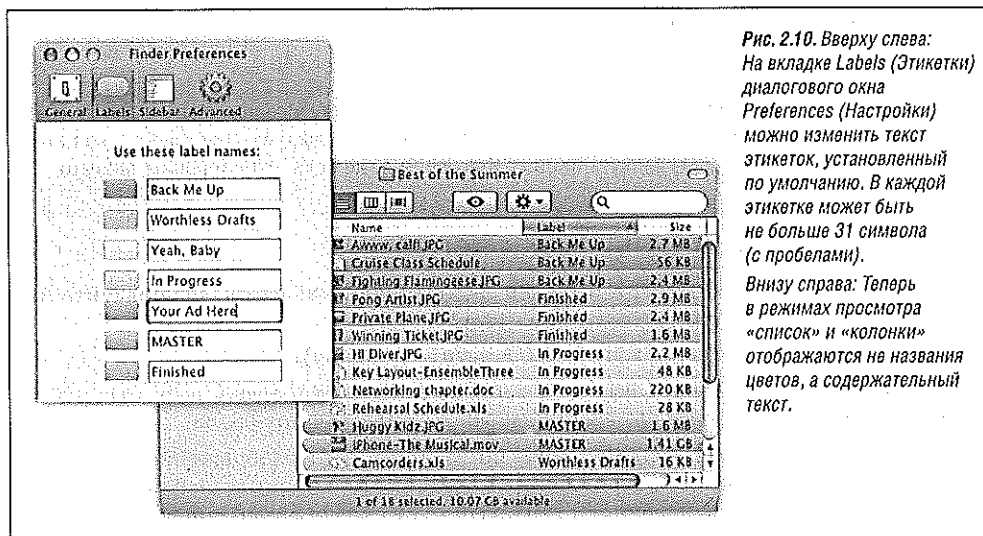 Finder Preferences
General Labels Sidebar Advanced
Use these label names:
Back Me Up
Worthless Drafts
Yeah, Baby
In Progress
Your Ad Here
MASTER
Finished
Best of the Summer
Name Label Size
Awww, calf!.JPG Back Me Up 2.7 MB
Cruise Class Schedule Back Me Up 56 KB
Fighting Flamingeese.JPG Back Me Up 2.4 MB
Pong Artist.JPG Finished 2.9 MB
Private Plane.JPG Finished 2.4 MB
Winning Ticket.JPG Finished 1.6 MB
Hi Diver.JPG In Progress 2.2 MB
Key Layout-EnsembleThree In Progress 48 KB
Networking chapter.doc In Progress 220 KB
Rehearsal Schedule.xls In Progress 28 KB
Huggy Kidz.JPG MASTER 1.6 MB
iPhone-The Musical.mov MASTER 1.41 GB
Camcorders.xls Worthless Drafts 16 KB
1 of 18 selected, 10.07 GB available
Рис. 2.10. Вверху слева:
На вкладке Labels (Этикетки)
диалогового окна
Preferences (Настройки)
можно изменить текст
этикеток, установленный
по умолчанию. В каждой
этикетке может быть
не больше 31 символа
(с пробелами).
Внизу справа: Теперь
в режимах просмотра
«список» и «колонки»
отображаются не названия
цветов, а содержательный
текст.